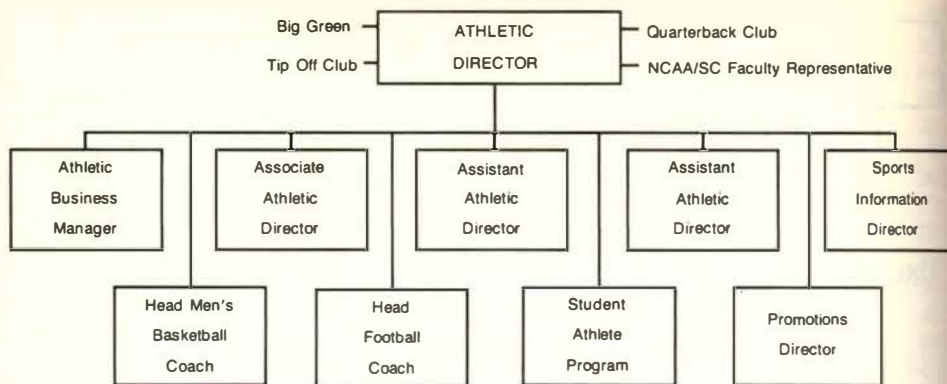 Big Green
ATHLETIC
Quarterback Club
Tip Off Club
DIRECTOR
NCAA/SC Faculty Representative
Athletic
Business
Manager
Associate
Athletic
Director
Assistant
Athletic
Director
Assistant
Athletic
Director
Sports
Information
Director
Head Men's
Basketball
Coach
Head
Football
Coach
Student
Athlete
Program
Promotions
Director